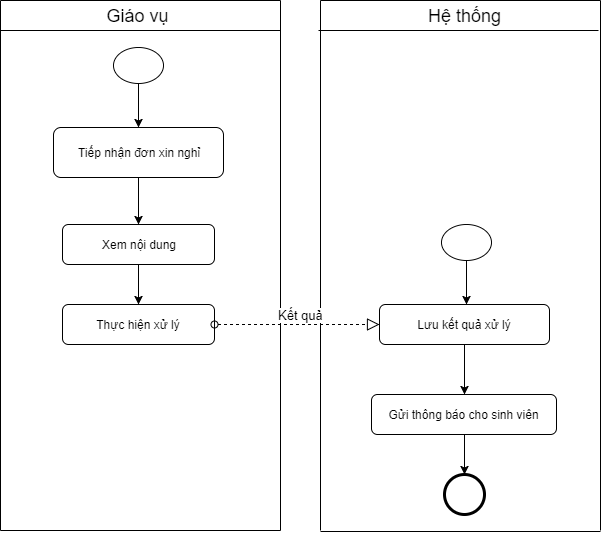 Giáo vụ
Hệ thống
Tiếp nhận đơn xin nghỉ
Xem nội dung
Thực hiện xử lý
Kết quả
Lưu kết quả xử lý
Gửi thông báo cho sinh viên